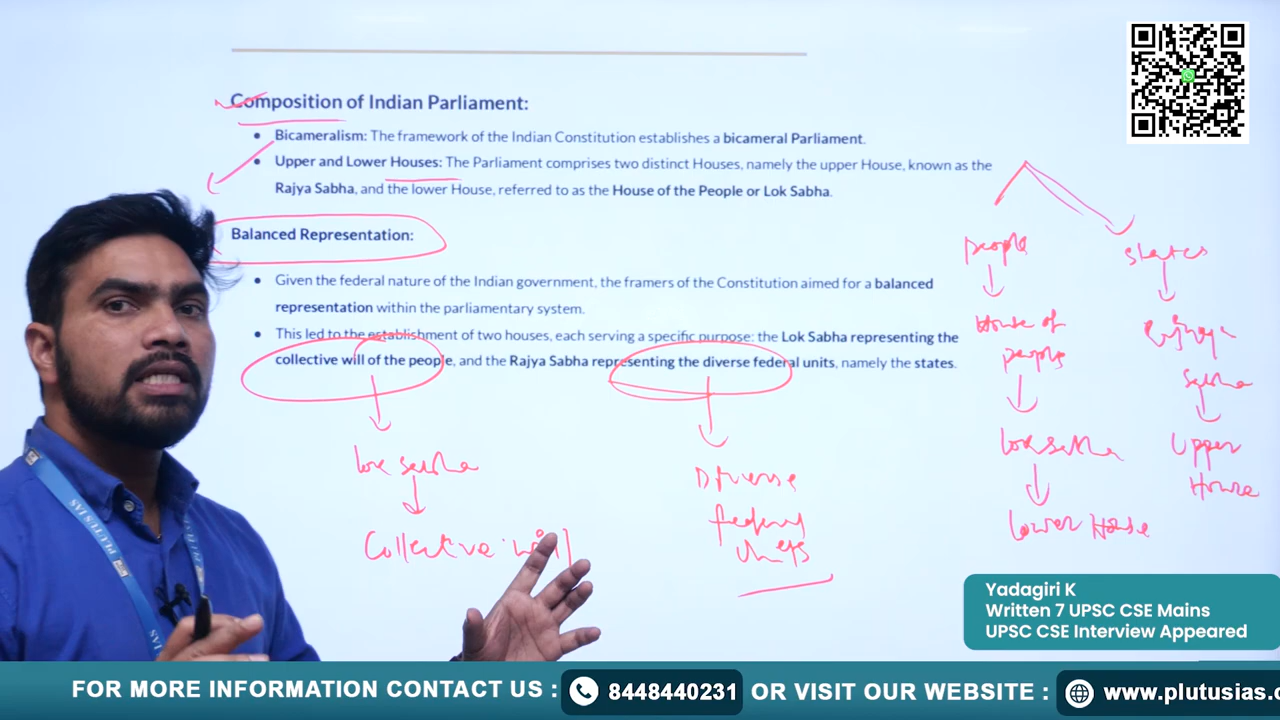 Composition of Indian Parliament:
• Bicameralism: The framework of the Indian Constitution establishes a bicameral Parliament.
• Upper and Lower Houses: The Parliament comprises two distinct Houses, namely the upper House, known as the
Rajya Sabha, and the lower House, referred to as the House of the People or Lok Sabha.
Balanced Representation:
• Given the federal nature of the Indian government, the framers of the Constitution aimed for a balanced
representation within the parliamentary system.
• This led to the establishment of two houses, each serving a specific purpose: the Lok Sabha representing the
collective will of the people, and the Rajya Sabha representing the diverse federal units, namely the states.
lok sabha
Collective will
Diverse
federal
Units
people
House of
people
lok sabha
lower House
states
Sabha
Upper
House
PLUTUS IAS
Yadagiri K
Written 7 UPSC CSE Mains
UPSC CSE Interview Appeared
FOR MORE INFORMATION CONTACT US : 8448440231 OR VISIT OUR WEBSITE : www.plutusias.c